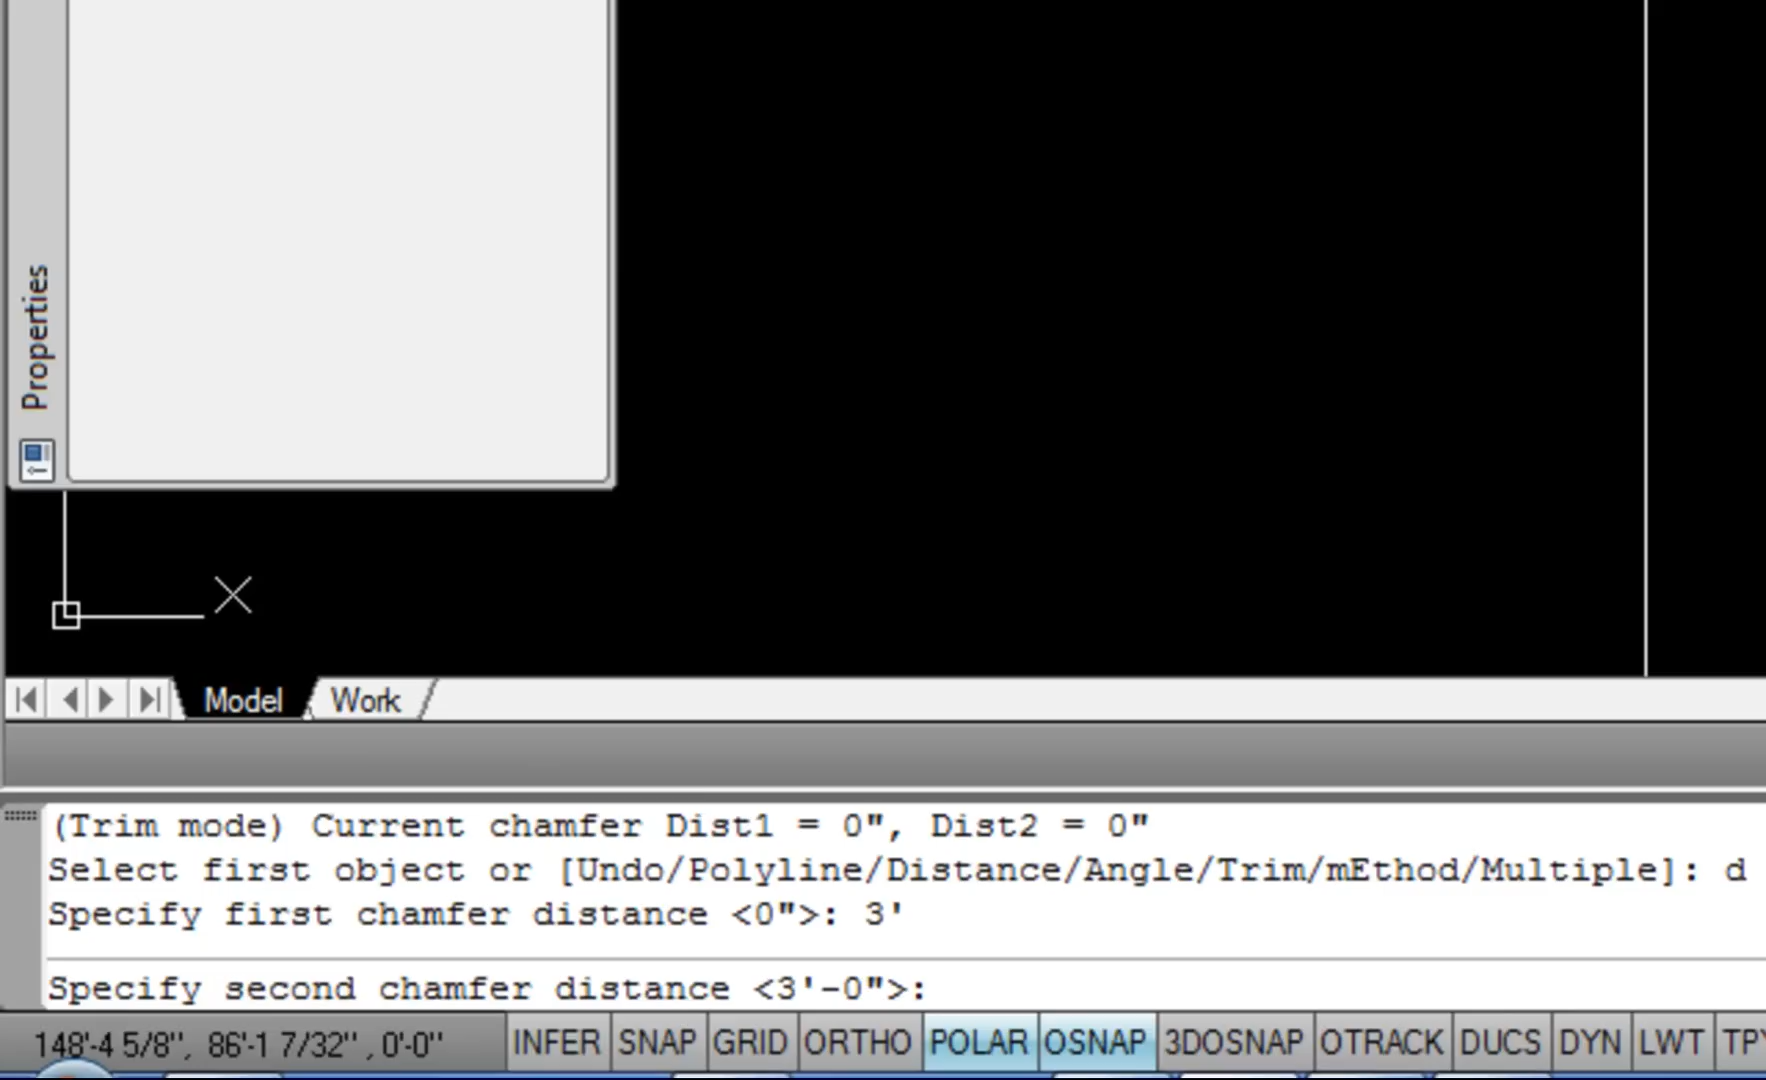 Properties
Model Work
(Trim mode) Current chamfer Dist1 = 0", Dist2 = 0"
Select first object or [Undo/Polyline/Distance/Angle/Trim/mEthod/Multiple]: d
Specify first chamfer distance <0">: 3'
Specify second chamfer distance <3'-0">:
148'-4 5/8", 86'-1 7/32" , 0'-0" INFER SNAP GRID ORTHO POLAR OSNAP 3DOSNAP OTRACK DUCS DYN LWT TPY